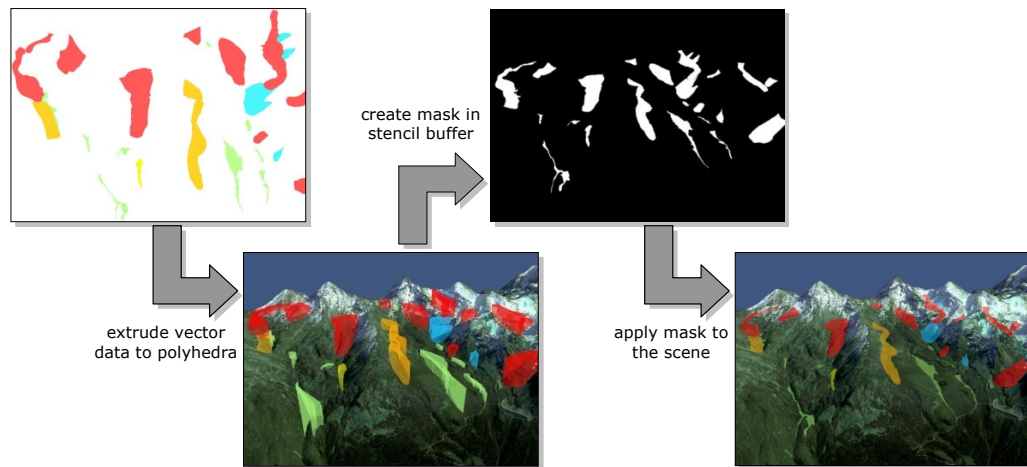 create mask in
stencil buffer
extrude vector
data to polyhedra
apply mask to
the scene